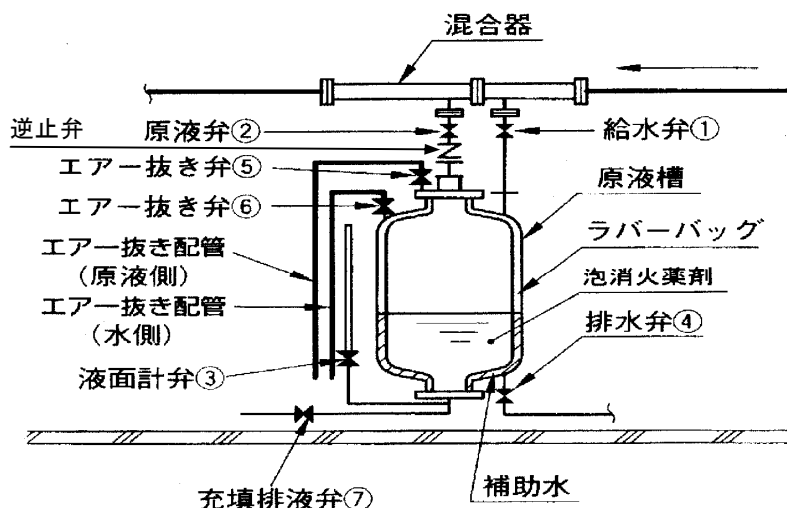 混合器
逆止弁
原液弁②
給水弁①
エアー抜き弁⑤
原液槽
エアー抜き弁⑥
ラバーバッグ
エアー抜き配管
（原液側）
泡消火薬剤
エアー抜き配管
（水側）
排水弁④
液面計弁③
補助水
充填排液弁⑦